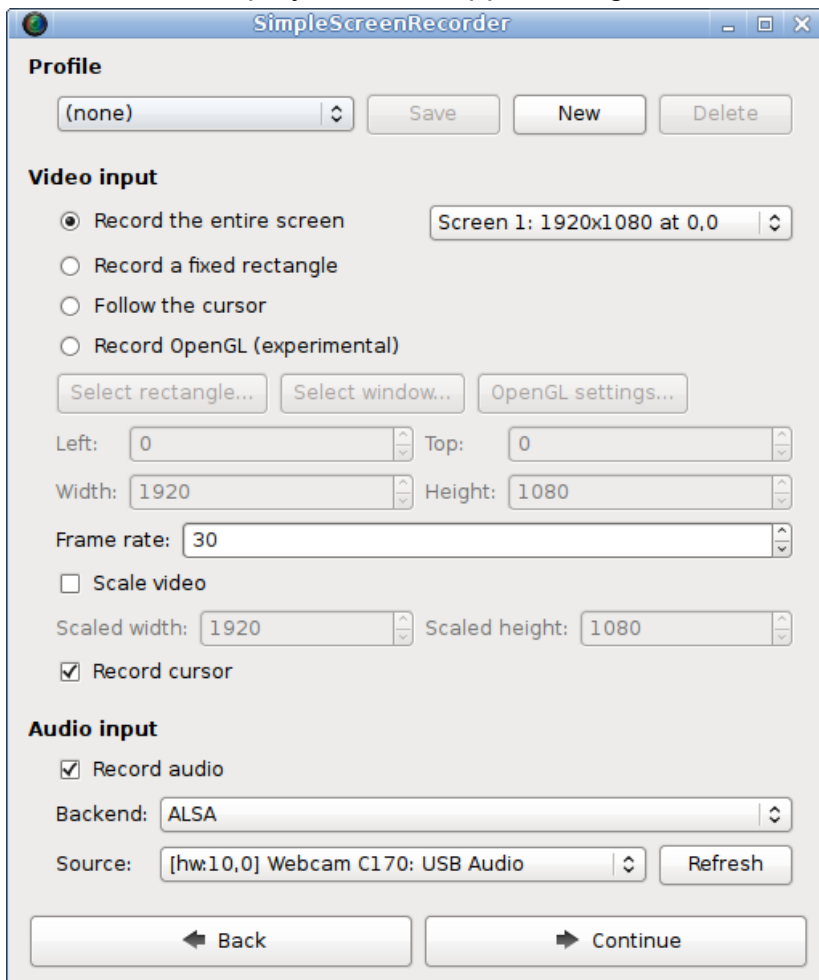 SimpleScreenRecorder
Profile
(none) Save New Delete
Video input
Record the entire screen Screen 1: 1920x1080 at 0,0
Record a fixed rectangle
Follow the cursor
Record OpenGL (experimental)
Select rectangle... Select window... OpenGL settings...
Left: 0 Top: 0
Width: 1920 Height: 1080
Frame rate: 30
Scale video
Scaled width: 1920 Scaled height: 1080
Record cursor
Audio input
Record audio
Backend: ALSA
Source: [hw:10,0] Webcam C170: USB Audio Refresh
Back Continue